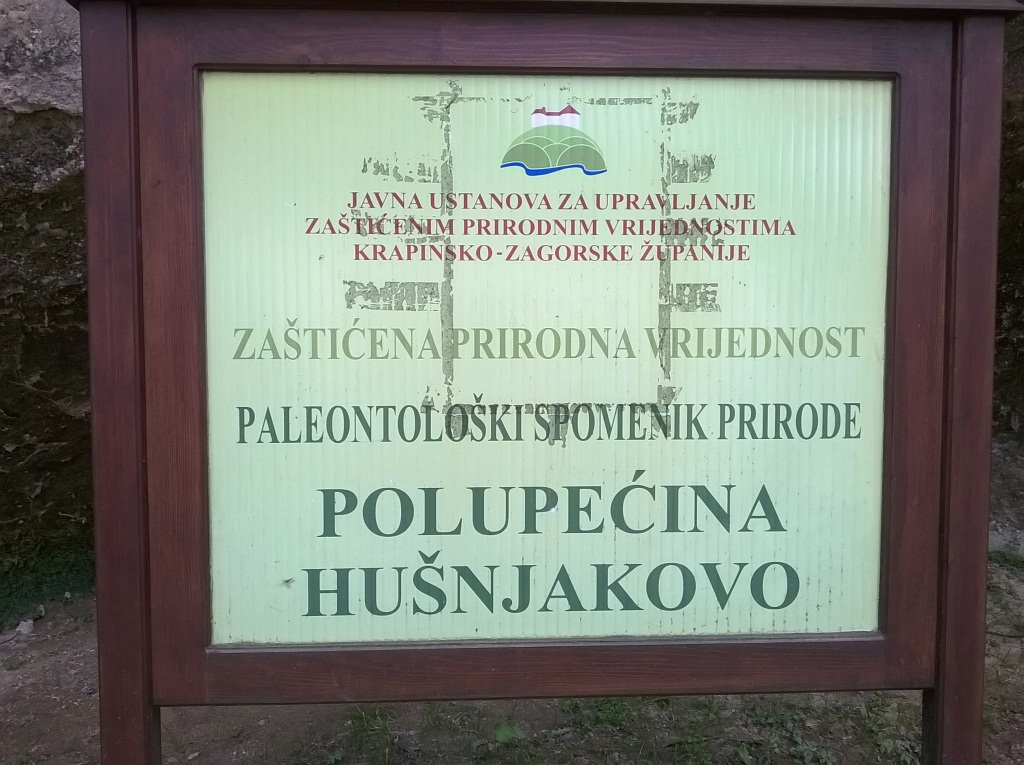 JAVNA USTANOVA ZA UPRAVLJANJE
ZAŠTIĆENIM PRIRODNIM VRIJEDNOSTIMA
KRAPINSKO-ZAGORSKE ŽUPANIJE
ZAŠTIĆENA PRIRODNA VRIJEDNOST
PALEONTOLOŠKI SPOMENIK PRIRODE
POLUPEĆINA
HUŠNJAKOVO